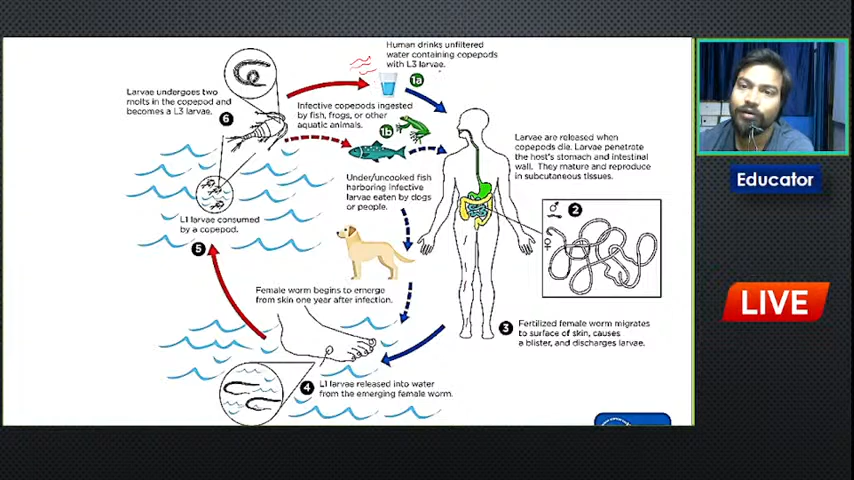 Human drinks unfiltered
water containing copepods
with L3 larvae.
1a
Larvae undergoes two
molts in the copepod and
becomes a L3 larvae.
6
Infective copepods ingested
by fish, frogs, or other
aquatic animals.
1b
Larvae are released when
copepods die. Larvae penetrate
the host's stomach and intestinal
wall. They mature and reproduce
in subcutaneous tissues.
Under/uncooked fish
harboring infective
larvae eaten by dogs
or people.
Educator
♂
2
♀
L1 larvae consumed
by a copepod.
5
Female worm begins to emerge
from skin one year after infection.
LIVE
3
Fertilized female worm migrates
to surface of skin, causes
a blister, and discharges larvae.
4
L1 larvae released into water
from the emerging female worm.